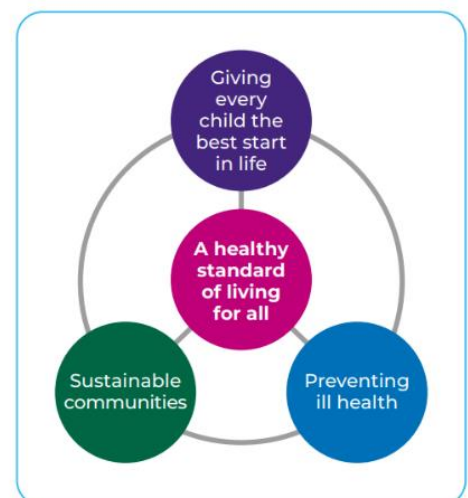 Giving
every
child the
best start
in life
A healthy
standard
of living
for all
Sustainable
communities
Preventing
ill health